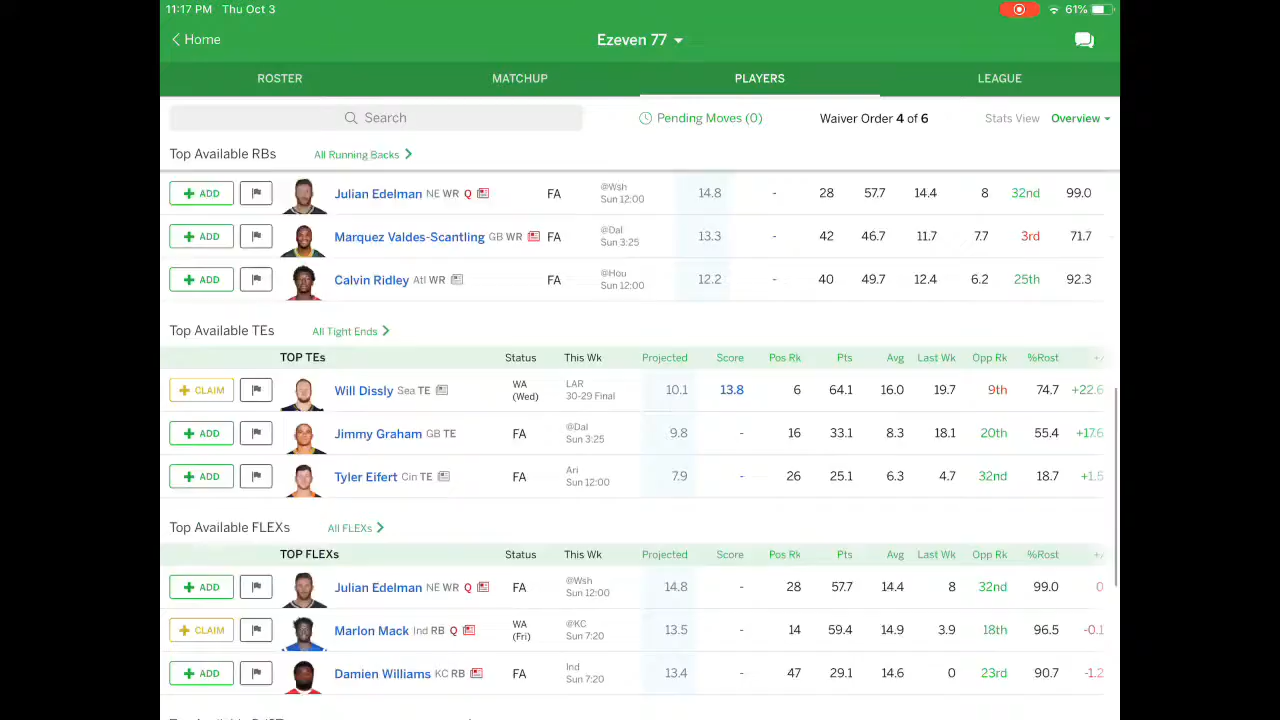 11:17 PM Thu Oct 3 61%
Home Ezeven 77
ROSTER MATCHUP PLAYERS LEAGUE
Search Pending Moves (0) Waiver Order 4 of 6 Stats View Overview
Top Available RBs All Running Backs
ADD Julian Edelman NE WR Q FA @Wsh Sun 12:00 14.8 - 28 57.7 14.4 8 32nd 99.0
ADD Marquez Valdes-Scantling GB WR FA @Dal Sun 3:25 13.3 - 42 46.7 11.7 7.7 3rd 71.7
ADD Calvin Ridley Atl WR FA @Hou Sun 12:00 12.2 - 40 49.7 12.4 6.2 25th 92.3
Top Available TEs All Tight Ends
TOP TEs Status This Wk Projected Score Pos Rk Pts Avg Last Wk Opp Rk %Rost +/
CLAIM Will Dissly Sea TE WA (Wed) LAR 30-29 Final 10.1 13.8 6 64.1 16.0 19.7 9th 74.7 +22.6
ADD Jimmy Graham GB TE FA @Dal Sun 3:25 9.8 - 16 33.1 8.3 18.1 20th 55.4 +17.6
ADD Tyler Eifert Cin TE FA Ari Sun 12:00 7.9 - 26 25.1 6.3 4.7 32nd 18.7 +1.5
Top Available FLEXs All FLEXs
TOP FLEXs Status This Wk Projected Score Pos Rk Pts Avg Last Wk Opp Rk %Rost +/
ADD Julian Edelman NE WR Q FA @Wsh Sun 12:00 14.8 - 28 57.7 14.4 8 32nd 99.0 0
CLAIM Marlon Mack Ind RB Q WA (Fri) @KC Sun 7:20 13.5 - 14 59.4 14.9 3.9 18th 96.5 -0.1
ADD Damien Williams KC RB FA Ind Sun 7:20 13.4 - 47 29.1 14.6 0 23rd 90.7 -1.2